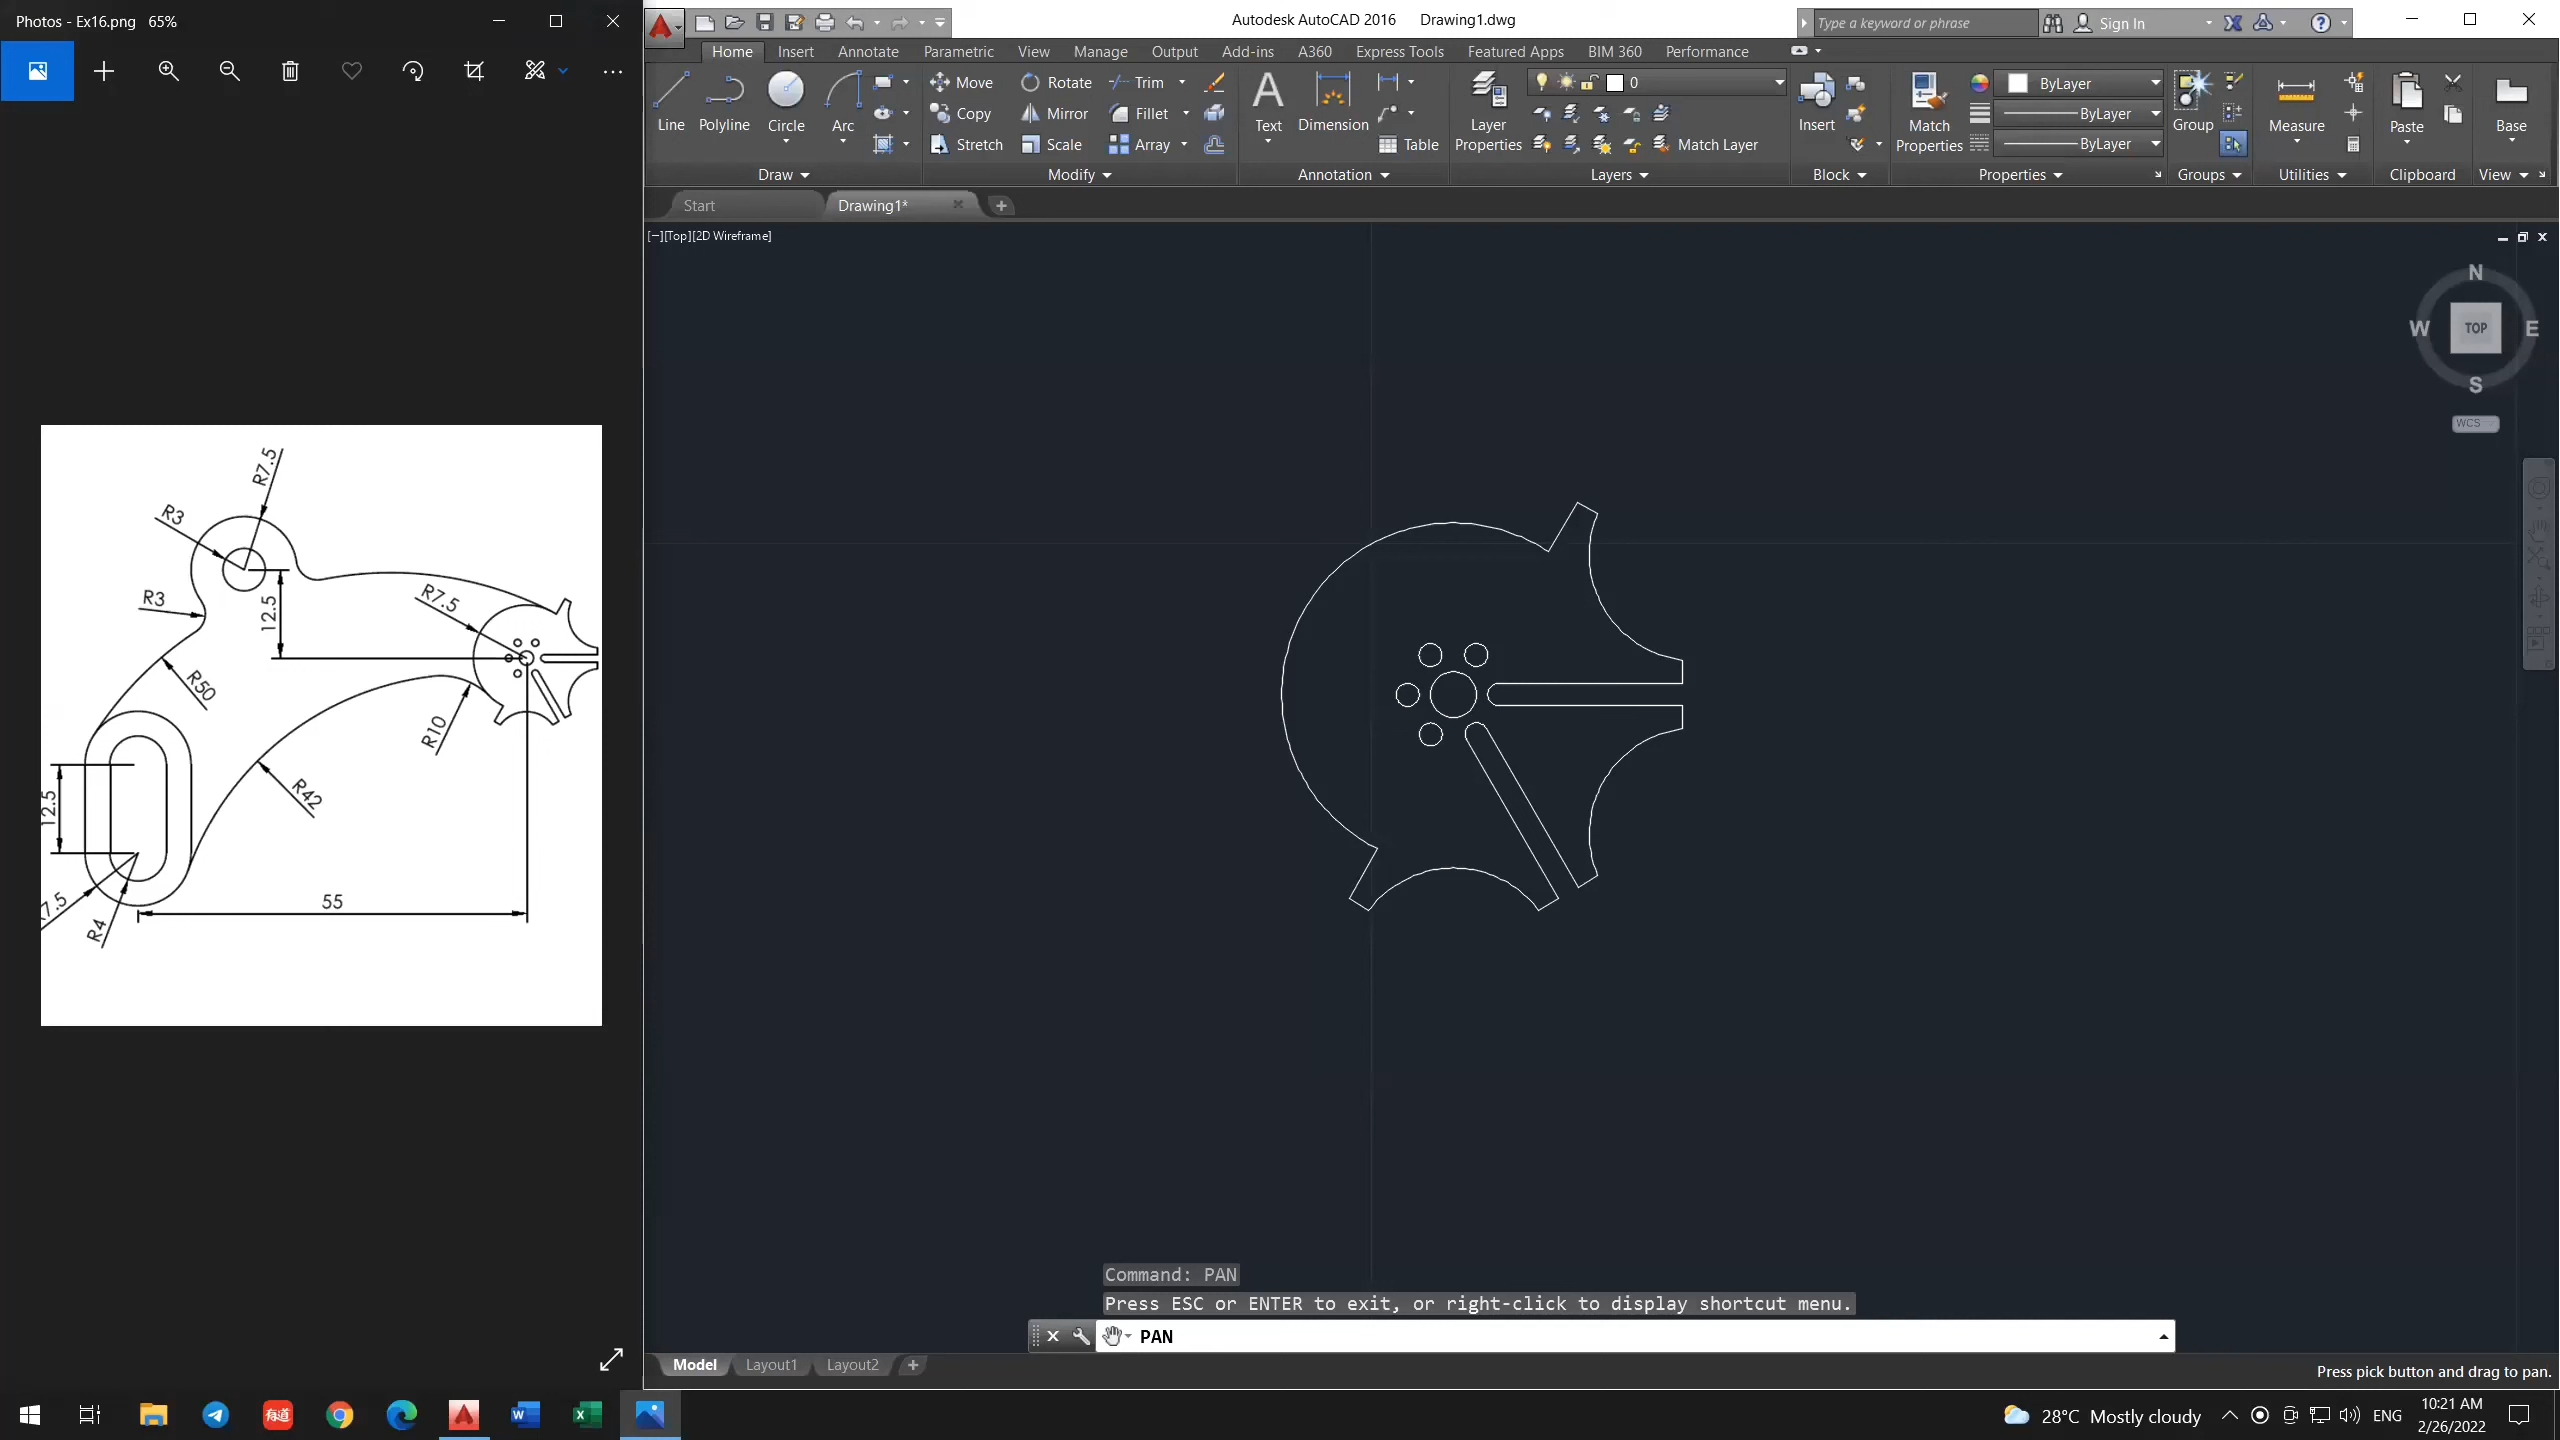 Photos - Ex16.png 65%
R7.5
R3
R3
12.5
R7.5
R50
R10
12.5
R42
R4
55
Autodesk AutoCAD 2016 Drawing1.dwg
Type a keyword or phrase
Sign In
Home Insert Annotate Parametric View Manage Output Add-ins A360 Express Tools Featured Apps BIM 360 Performance
Line Polyline Circle Arc
Move Rotate Trim
Copy Mirror Fillet
Stretch Scale Array
Text Dimension Table
Layer Properties
0
Match Layer
Insert
Match Properties
ByLayer
ByLayer
ByLayer
Group
Measure
Paste
Base
Draw Modify Annotation Layers Block Properties Groups Utilities Clipboard View
Start Drawing1*
[−][Top][2D Wireframe]
N
W TOP E
S
WCS
Command: PAN
Press ESC or ENTER to exit, or right-click to display shortcut menu.
PAN
Model Layout1 Layout2
Press pick button and drag to pan.
有道
28°C Mostly cloudy
ENG
10:21 AM
2/26/2022